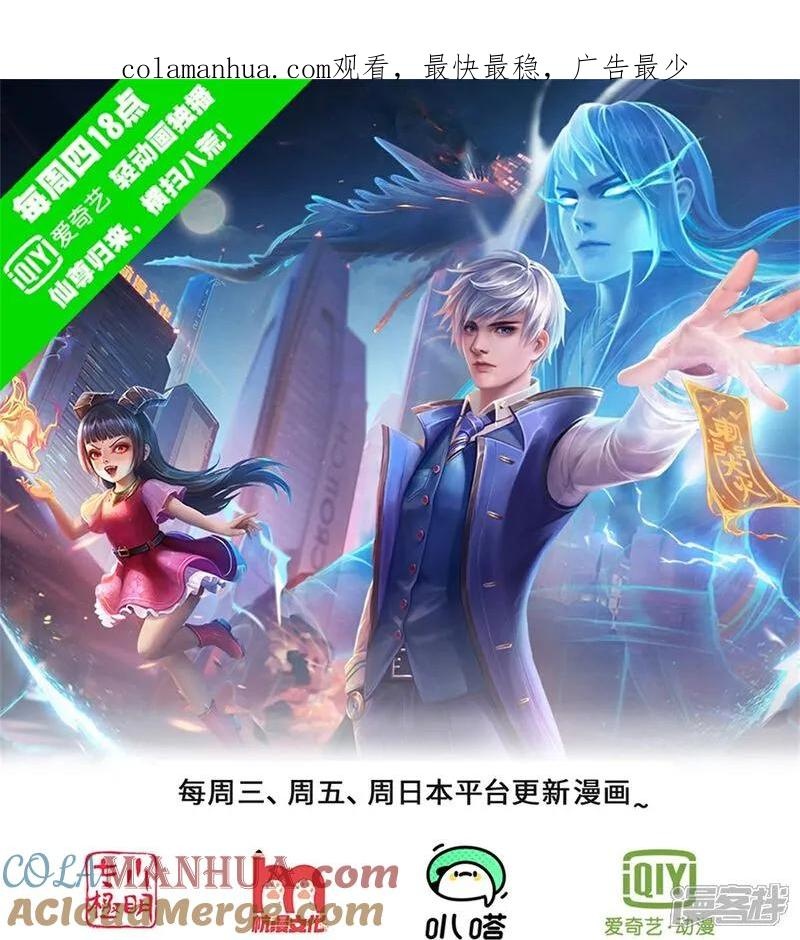 colamanhua.com观看，最快最稳，广告最少
每周四18点
iQIYI 爱奇艺 轻动画独播
仙尊归来，横扫八荒！
每周三、周五、周日本平台更新漫画~
COLAMANHUA.com
AcloudMerge.com
叭嗒
iQIYI
爱奇艺·动漫
漫客栈